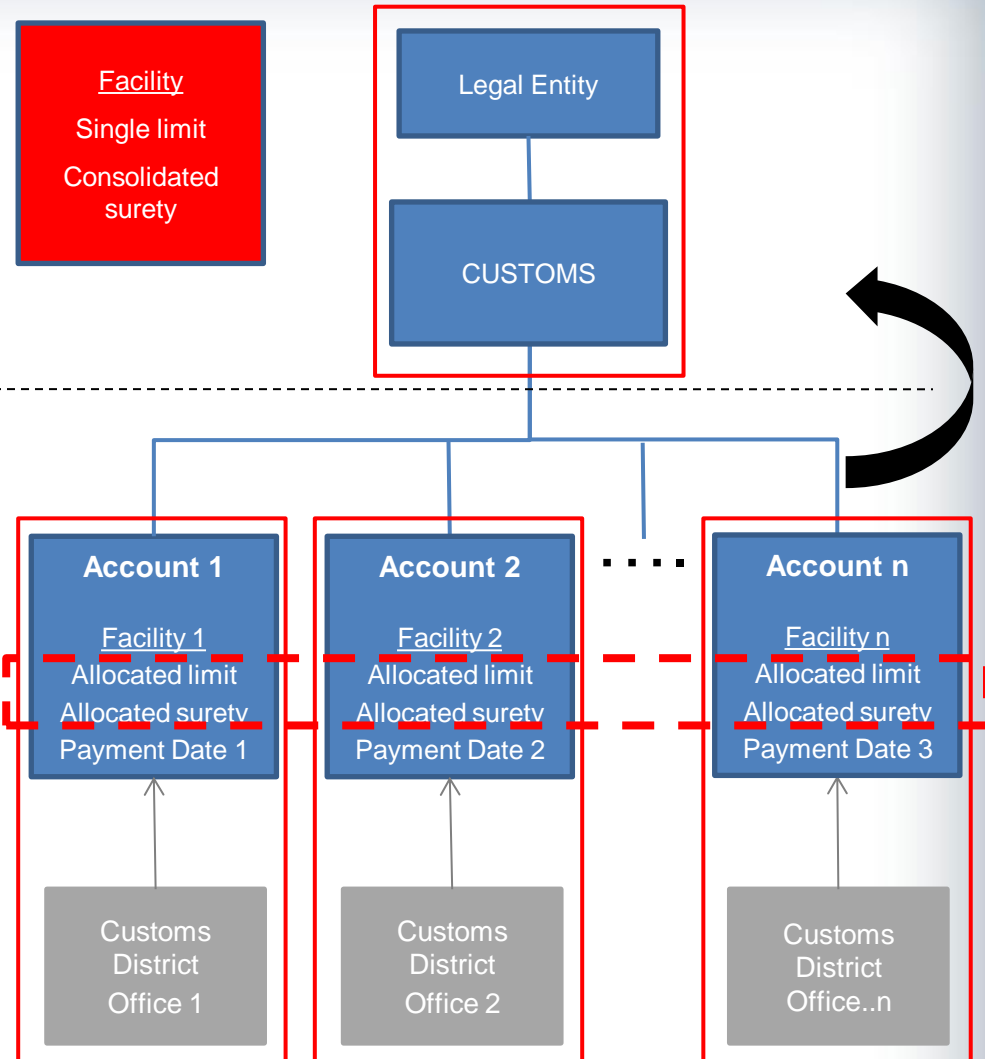 Facility
Single limit
Consolidated
surety
Legal Entity
CUSTOMS
Account 1
Facility 1
Allocated limit
Allocated surety
Payment Date 1
Account 2
Facility 2
Allocated limit
Allocated surety
Payment Date 2
.....
Account n
Facility n
Allocated limit
Allocated surety
Payment Date 3
Customs
District
Office 1
Customs
District
Office 2
Customs
District
Office..n